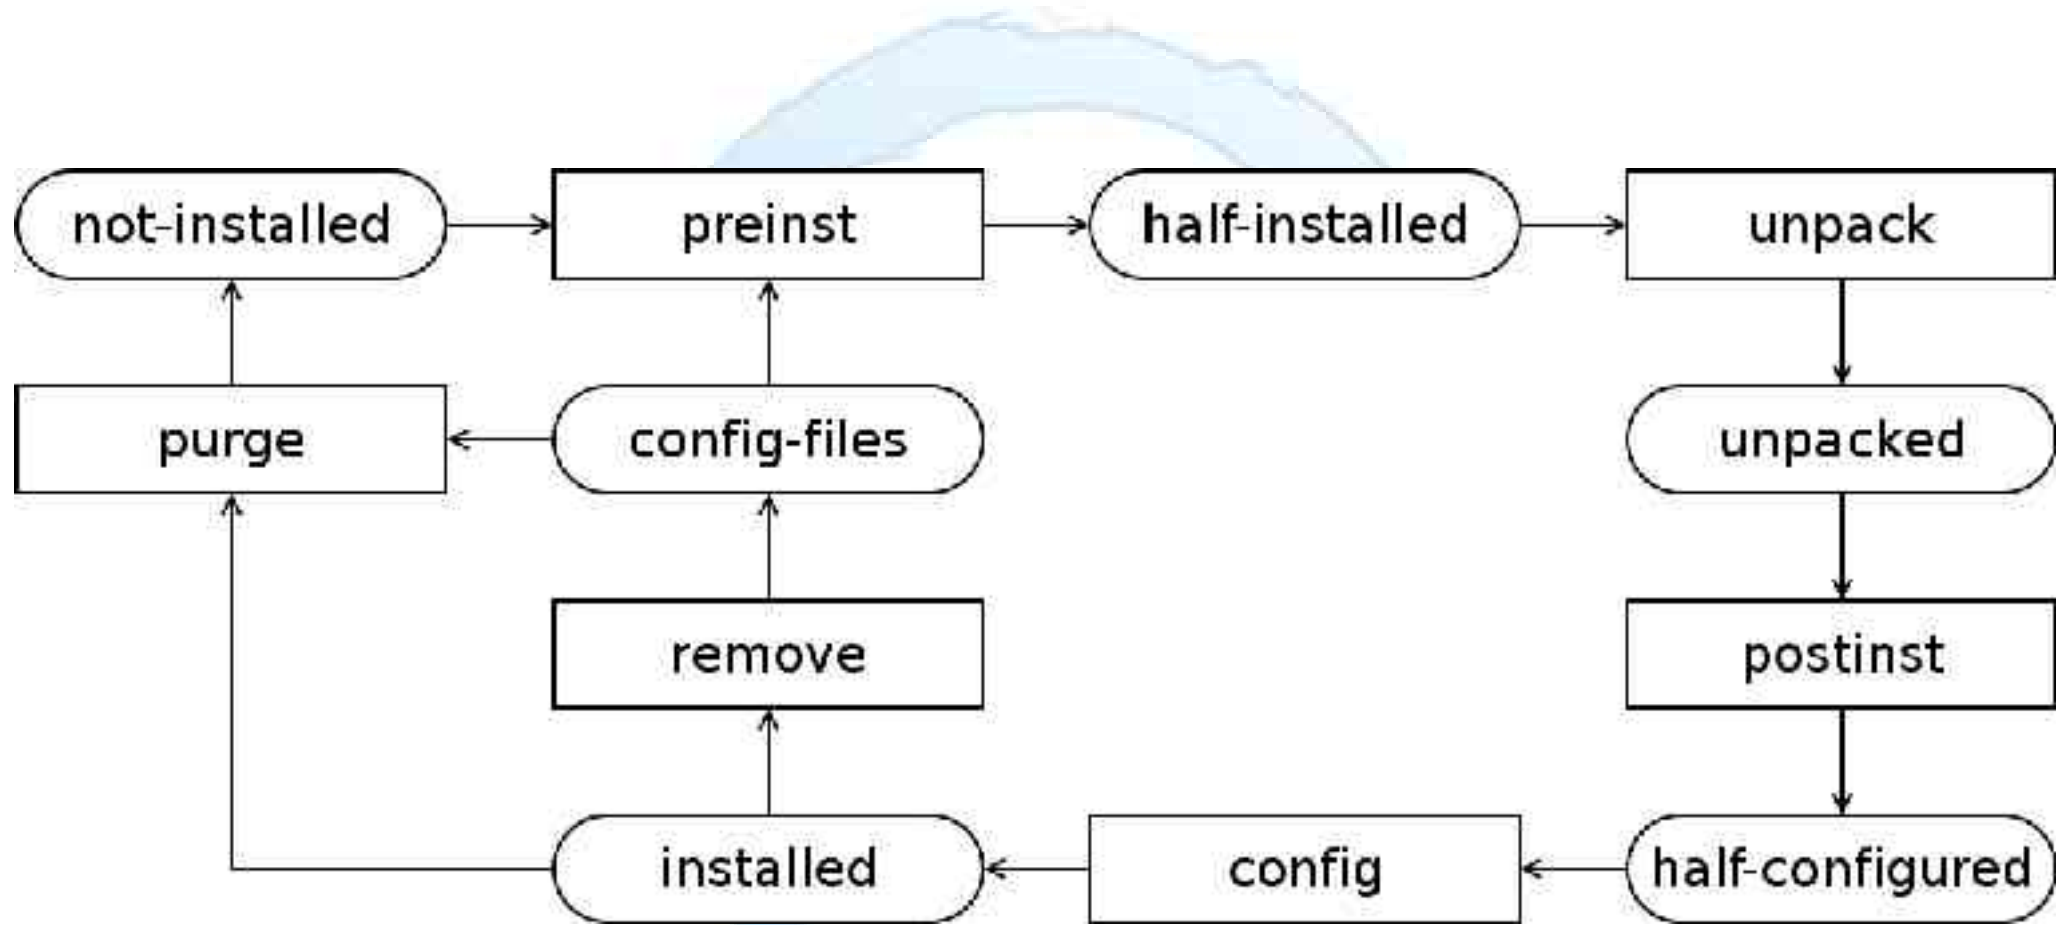 not-installed
preinst
half-installed
unpack
purge
config-files
unpacked
remove
postinst
installed
config
half-configured